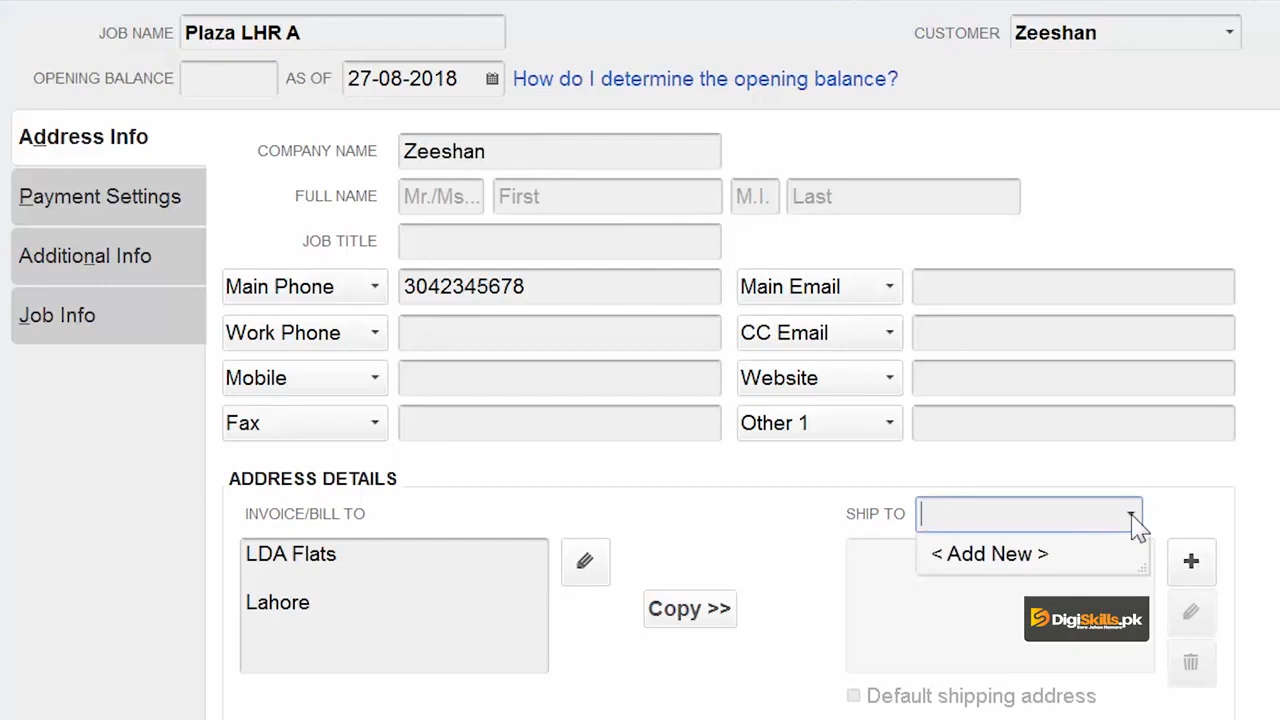 JOB NAME Plaza LHR A CUSTOMER Zeeshan
OPENING BALANCE AS OF 27-08-2018 How do I determine the opening balance?
Address Info
Payment Settings
Additional Info
Job Info
COMPANY NAME Zeeshan
FULL NAME Mr./Ms... First M.I. Last
JOB TITLE
Main Phone 3042345678 Main Email
Work Phone CC Email
Mobile Website
Fax Other 1
ADDRESS DETAILS
INVOICE/BILL TO
LDA Flats
Lahore
Copy >>
SHIP TO
< Add New >
DigiSkills.pk
Default shipping address